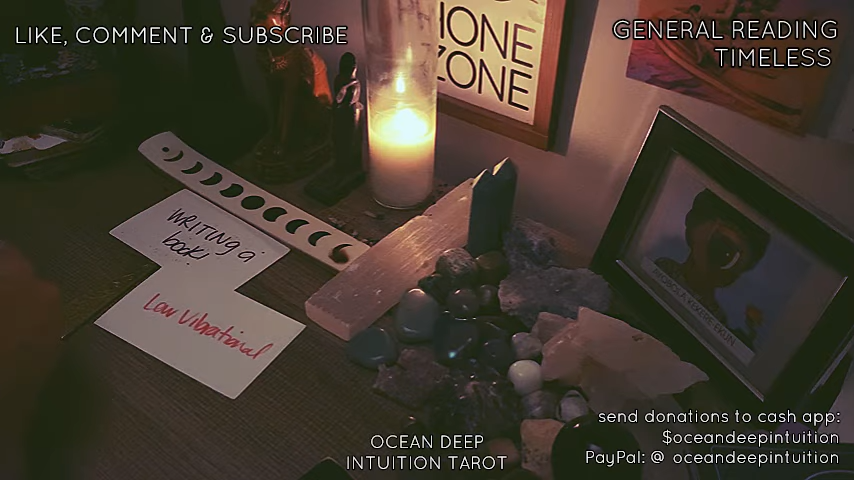 LIKE, COMMENT & SUBSCRIBE
GENERAL READING
TIMELESS
HONE
ZONE
WRITING a
book
Low Vibrational
OCEAN DEEP
INTUITION TAROT
send donations to cash app:
$oceandeepintuition
PayPal: @ oceandeepintuition